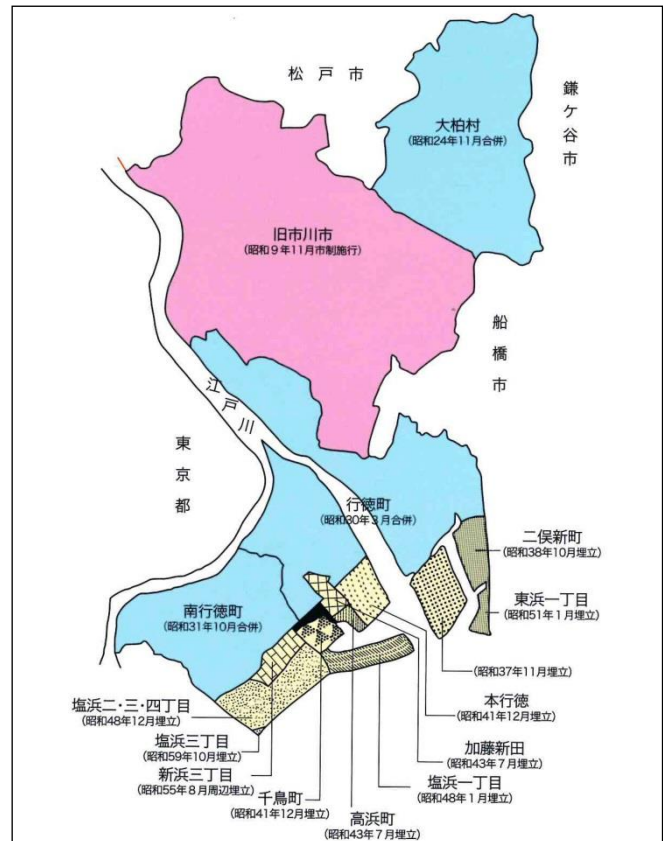 松戸市
鎌ケ谷市
大柏村
(昭和24年11月合併)
旧市川市
(昭和9年11月市制施行)
船橋市
江戸川
東京都
行徳町
(昭和30年3月合併)
二俣新町
(昭和38年10月埋立)
東浜一丁目
(昭和51年1月埋立)
南行徳町
(昭和31年10月合併)
(昭和37年11月埋立)
本行徳
(昭和41年12月埋立)
塩浜二・三・四丁目
(昭和48年12月埋立)
塩浜三丁目
(昭和59年10月埋立)
加藤新田
(昭和43年7月埋立)
新浜三丁目
(昭和55年8月周辺埋立)
塩浜一丁目
(昭和48年1月埋立)
千鳥町
(昭和41年12月埋立)
高浜町
(昭和43年7月埋立)